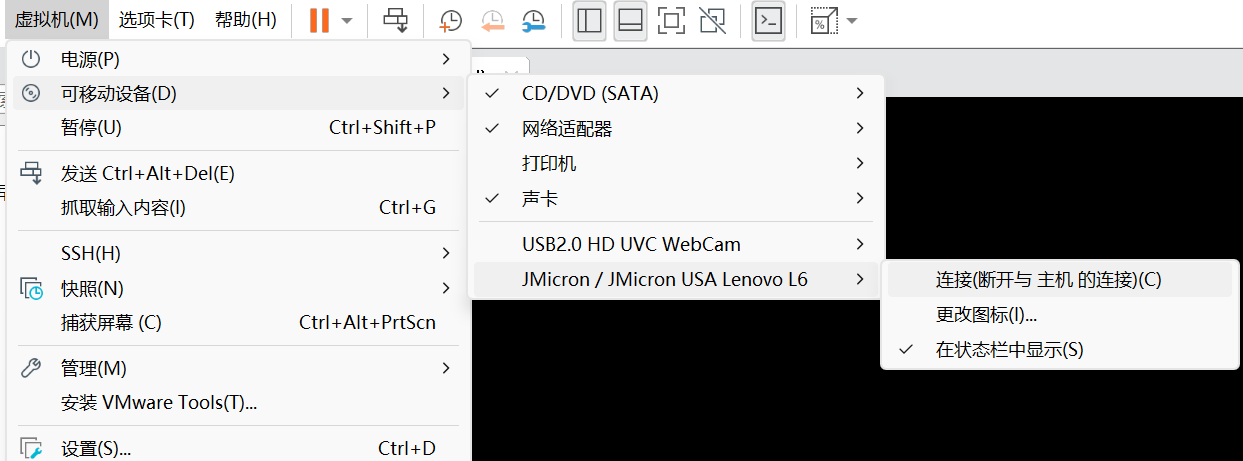 虚拟机(M) 选项卡(T) 帮助(H)
电源(P)
可移动设备(D)
暂停(U) Ctrl+Shift+P
发送 Ctrl+Alt+Del(E)
抓取输入内容(I) Ctrl+G
SSH(H)
快照(N)
捕获屏幕 (C) Ctrl+Alt+PrtScn
管理(M)
安装 VMware Tools(T)...
设置(S)... Ctrl+D
CD/DVD (SATA)
网络适配器
打印机
声卡
USB2.0 HD UVC WebCam
JMicron / JMicron USA Lenovo L6
连接(断开与 主机 的连接)(C)
更改图标(I)...
在状态栏中显示(S)